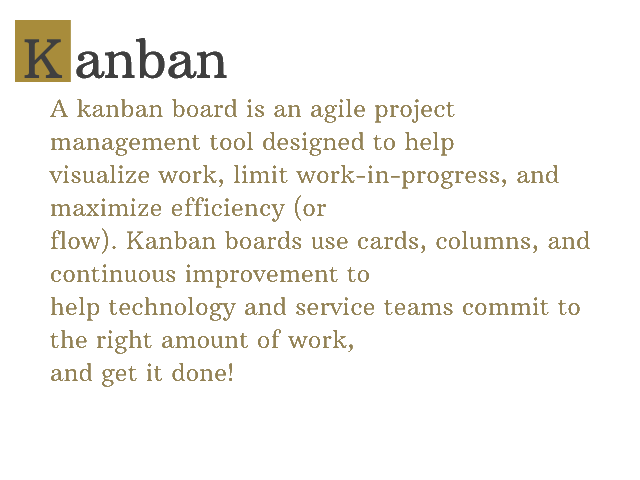 Kanban
A kanban board is an agile project
management tool designed to help
visualize work, limit work-in-progress, and
maximize efficiency (or
flow). Kanban boards use cards, columns, and
continuous improvement to
help technology and service teams commit to
the right amount of work,
and get it done!